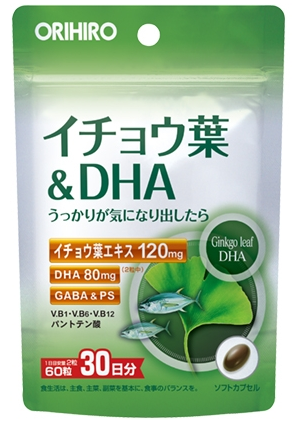 ORIHIRO
イチョウ葉
&DHA
うっかりが気になり出したら
イチョウ葉エキス 120mg
DHA 80mg (2粒中)
GABA & PS
V.B1・V.B6・V.B12
パントテン酸
Ginkgo leaf
DHA
1日目安量2粒
60粒 30日分
ソフトカプセル
食生活は、主食、主菜、副菜を基本に、食事のバランスを。